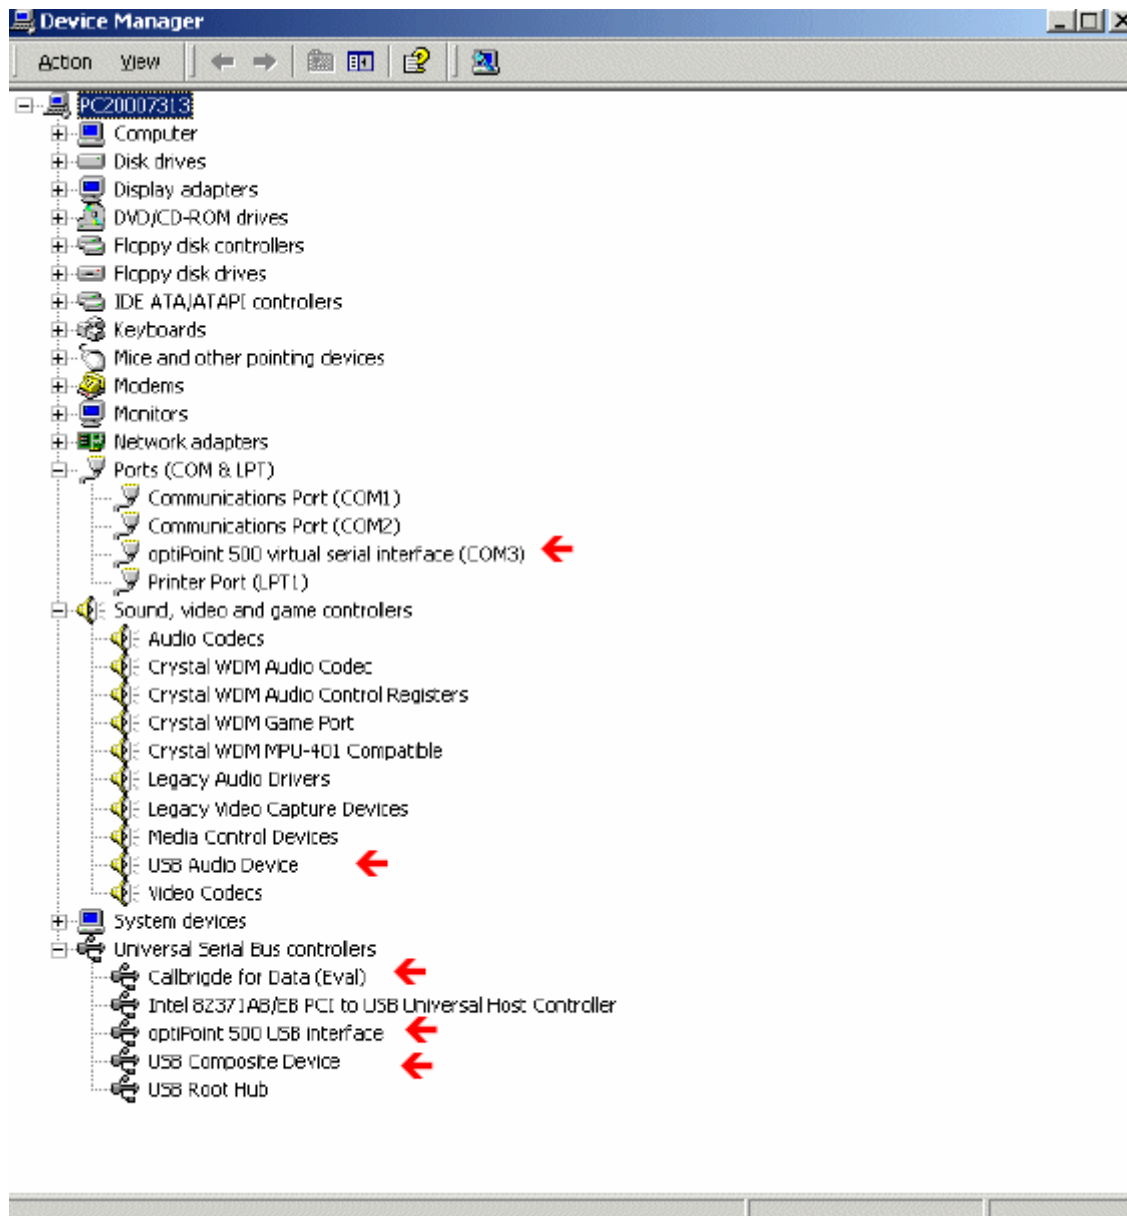 Device Manager
Action View
PC20007313
Computer
Disk drives
Display adapters
DVD/CD-ROM drives
Floppy disk controllers
Floppy disk drives
IDE ATA/ATAPI controllers
Keyboards
Mice and other pointing devices
Modems
Monitors
Network adapters
Ports (COM & LPT)
Communications Port (COM1)
Communications Port (COM2)
optiPoint 500 virtual serial interface (COM3)
Printer Port (LPT1)
Sound, video and game controllers
Audio Codecs
Crystal WDM Audio Codec
Crystal WDM Audio Control Registers
Crystal WDM Game Port
Crystal WDM MPU-401 Compatible
Legacy Audio Drivers
Legacy Video Capture Devices
Media Control Devices
USB Audio Device
Video Codecs
System devices
Universal Serial Bus controllers
Callbrigde for Data (Eval)
Intel 82371AB/EB PCI to USB Universal Host Controller
optiPoint 500 USB interface
USB Composite Device
USB Root Hub